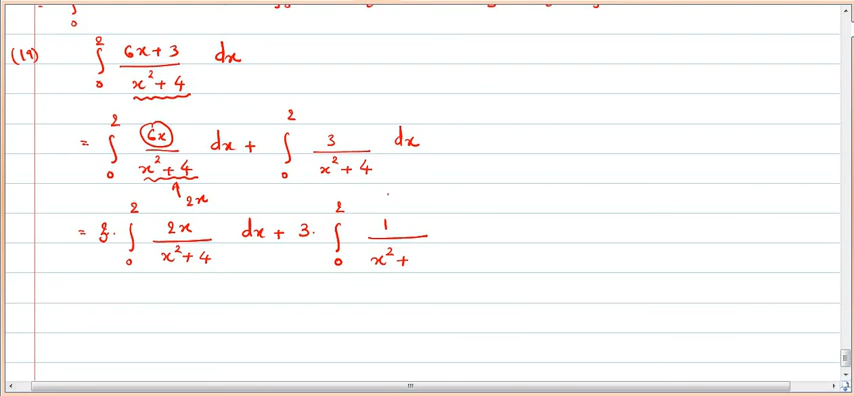 (19) ∫₀² (6x + 3)/(x² + 4) dx
= ∫₀² 6x/(x² + 4) dx + ∫₀² 3/(x² + 4) dx
2x
= 3 · ∫₀² 2x/(x² + 4) dx + 3 · ∫₀² 1/(x² +